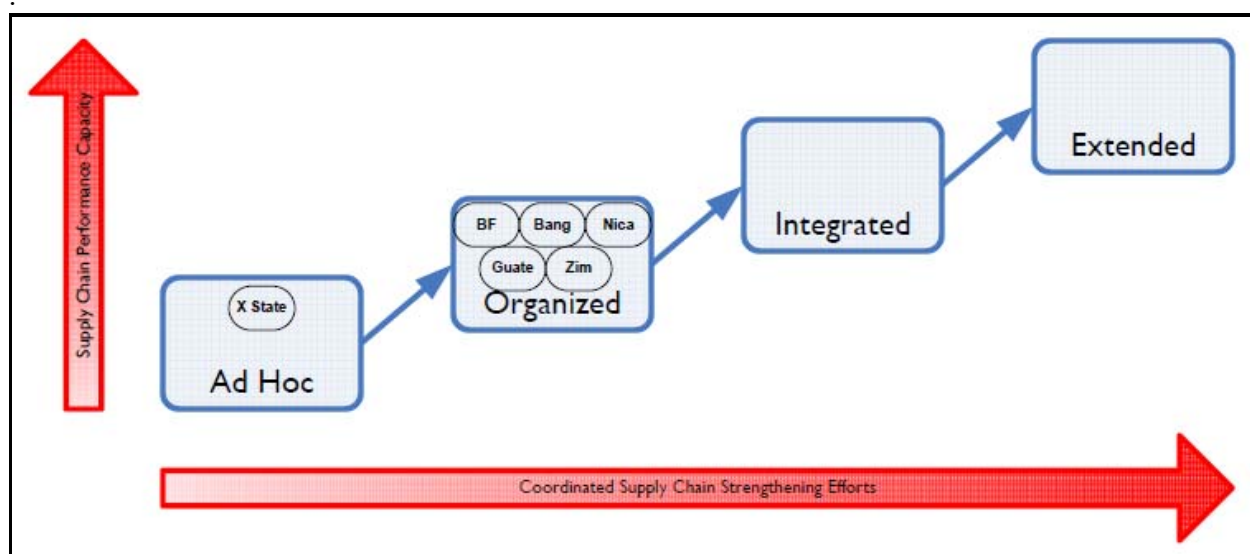 :
Supply Chain Performance Capacity
Extended
Integrated
BF Bang Nica
Guate Zim
Organized
X State
Ad Hoc
Coordinated Supply Chain Strengthening Efforts